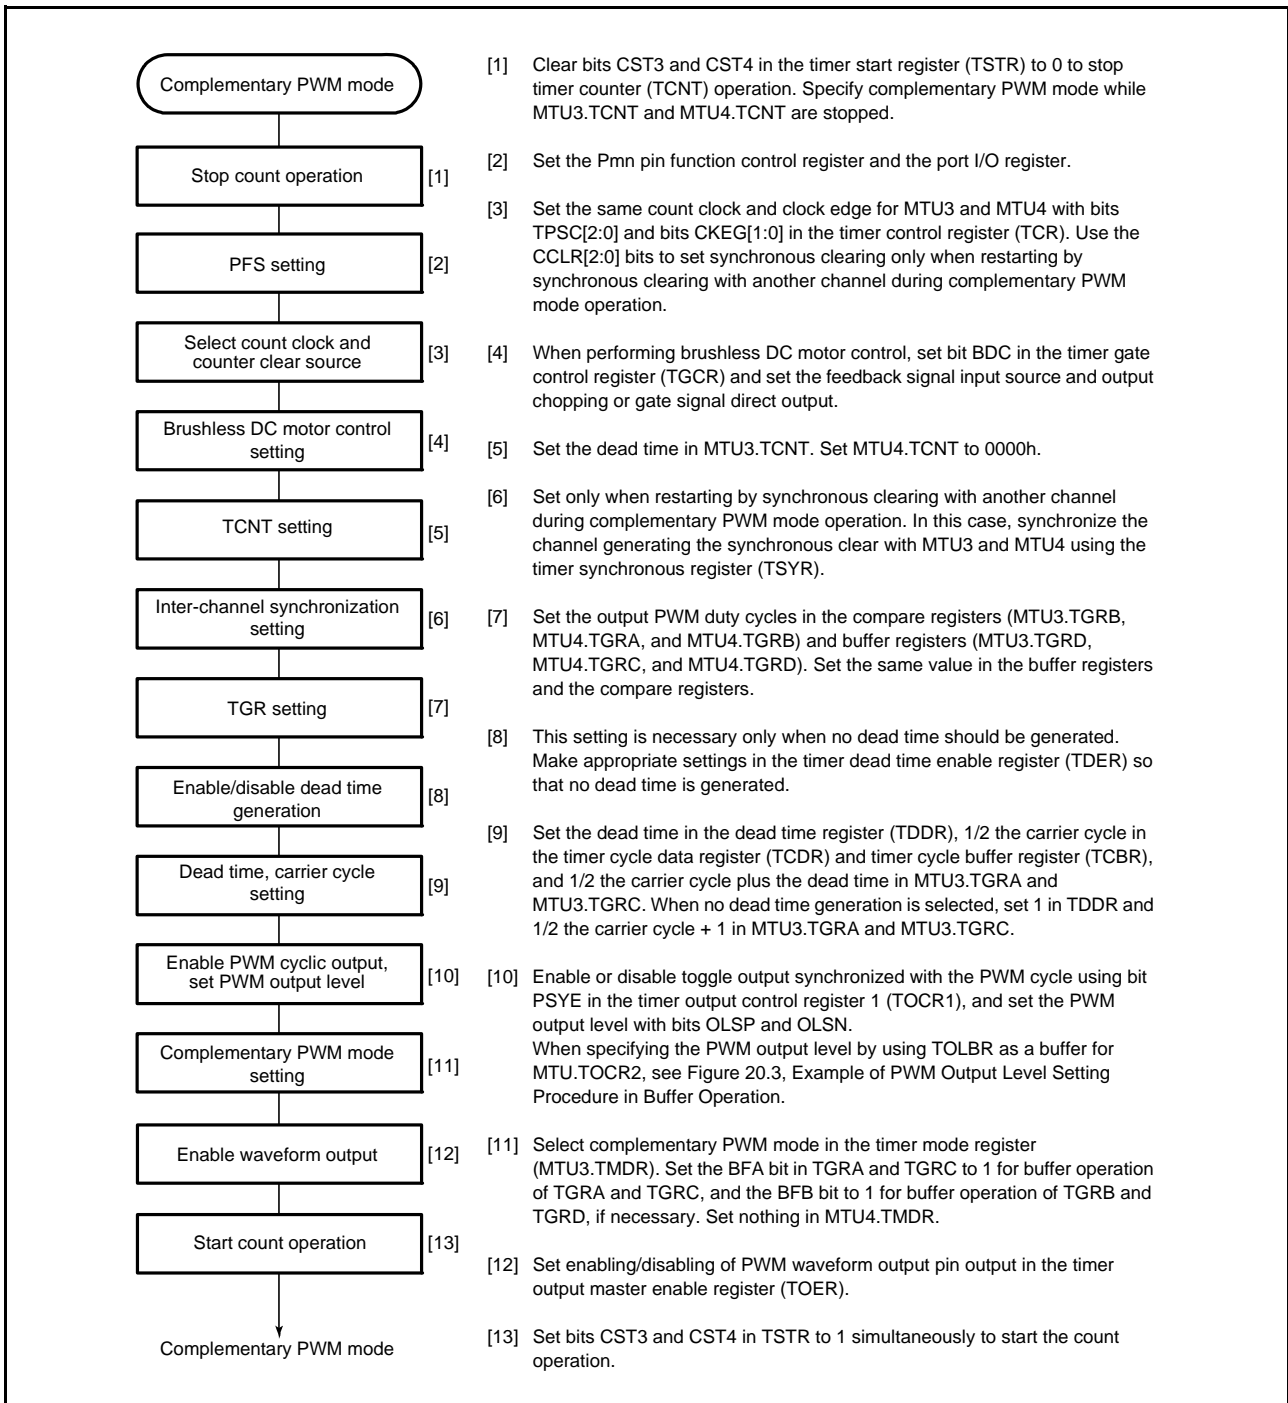 Complementary PWM mode
Stop count operation
[1]
PFS setting
[2]
Select count clock and
counter clear source
[3]
Brushless DC motor control
setting
[4]
TCNT setting
[5]
Inter-channel synchronization
setting
[6]
TGR setting
[7]
Enable/disable dead time
generation
[8]
Dead time, carrier cycle
setting
[9]
Enable PWM cyclic output,
set PWM output level
[10]
Complementary PWM mode
setting
[11]
Enable waveform output
[12]
Start count operation
[13]
Complementary PWM mode
[1] Clear bits CST3 and CST4 in the timer start register (TSTR) to 0 to stop
timer counter (TCNT) operation. Specify complementary PWM mode while
MTU3.TCNT and MTU4.TCNT are stopped.
[2] Set the Pmn pin function control register and the port I/O register.
[3] Set the same count clock and clock edge for MTU3 and MTU4 with bits
TPSC[2:0] and bits CKEG[1:0] in the timer control register (TCR). Use the
CCLR[2:0] bits to set synchronous clearing only when restarting by
synchronous clearing with another channel during complementary PWM
mode operation.
[4] When performing brushless DC motor control, set bit BDC in the timer gate
control register (TGCR) and set the feedback signal input source and output
chopping or gate signal direct output.
[5] Set the dead time in MTU3.TCNT. Set MTU4.TCNT to 0000h.
[6] Set only when restarting by synchronous clearing with another channel
during complementary PWM mode operation. In this case, synchronize the
channel generating the synchronous clear with MTU3 and MTU4 using the
timer synchronous register (TSYR).
[7] Set the output PWM duty cycles in the compare registers (MTU3.TGRB,
MTU4.TGRA, and MTU4.TGRB) and buffer registers (MTU3.TGRD,
MTU4.TGRC, and MTU4.TGRD). Set the same value in the buffer registers
and the compare registers.
[8] This setting is necessary only when no dead time should be generated.
Make appropriate settings in the timer dead time enable register (TDER) so
that no dead time is generated.
[9] Set the dead time in the dead time register (TDDR), 1/2 the carrier cycle in
the timer cycle data register (TCDR) and timer cycle buffer register (TCBR),
and 1/2 the carrier cycle plus the dead time in MTU3.TGRA and
MTU3.TGRC. When no dead time generation is selected, set 1 in TDDR and
1/2 the carrier cycle + 1 in MTU3.TGRA and MTU3.TGRC.
[10] Enable or disable toggle output synchronized with the PWM cycle using bit
PSYE in the timer output control register 1 (TOCR1), and set the PWM
output level with bits OLSP and OLSN.
When specifying the PWM output level by using TOLBR as a buffer for
MTU.TOCR2, see Figure 20.3, Example of PWM Output Level Setting
Procedure in Buffer Operation.
[11] Select complementary PWM mode in the timer mode register
(MTU3.TMDR). Set the BFA bit in TGRA and TGRC to 1 for buffer operation
of TGRA and TGRC, and the BFB bit to 1 for buffer operation of TGRB and
TGRD, if necessary. Set nothing in MTU4.TMDR.
[12] Set enabling/disabling of PWM waveform output pin output in the timer
output master enable register (TOER).
[13] Set bits CST3 and CST4 in TSTR to 1 simultaneously to start the count
operation.